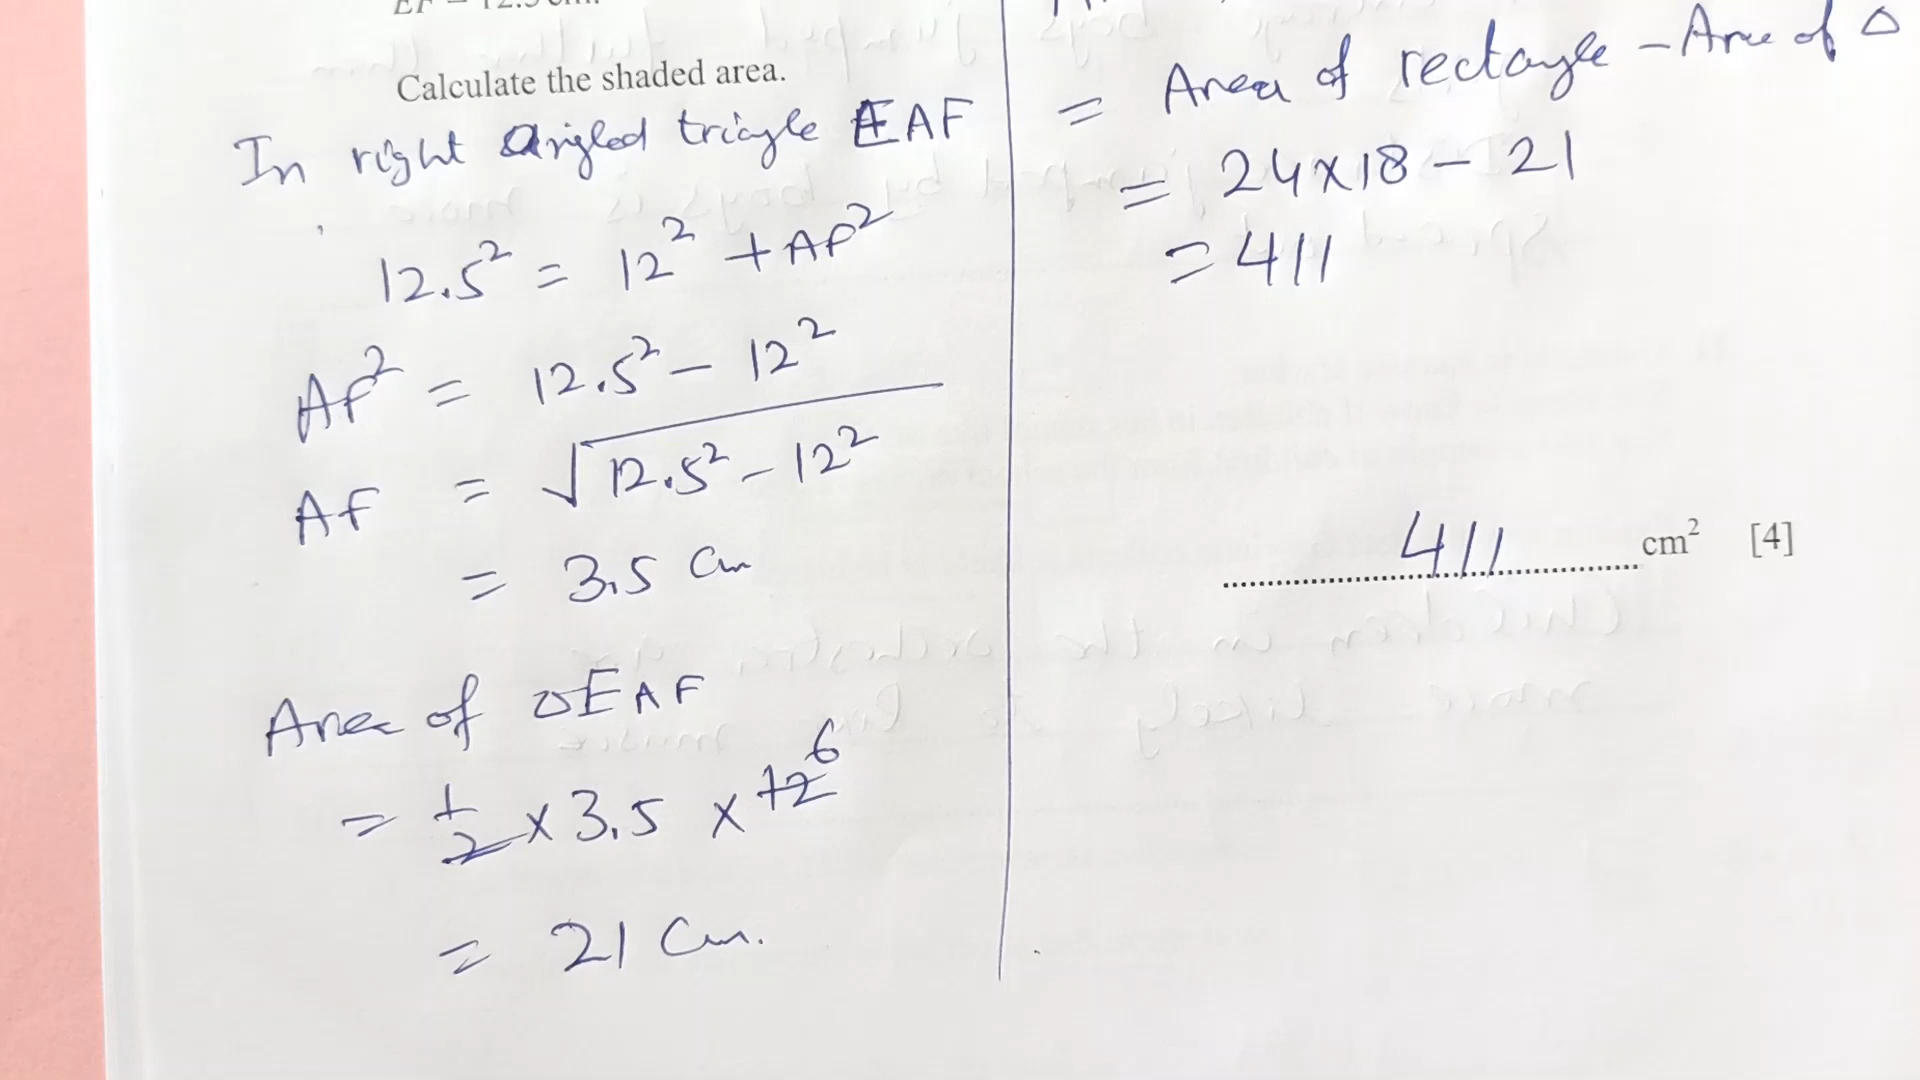 Calculate the shaded area.
In right angled triangle EAF
12.5² = 12² + AF²
AF² = 12.5² - 12²
AF = √12.5² - 12²
= 3.5 cm
Area of △EAF
= 1/2 × 3.5 × 12 6
= 21 cm.
= Area of rectangle - Area of △
= 24×18 - 21
= 411
411 cm² [4]